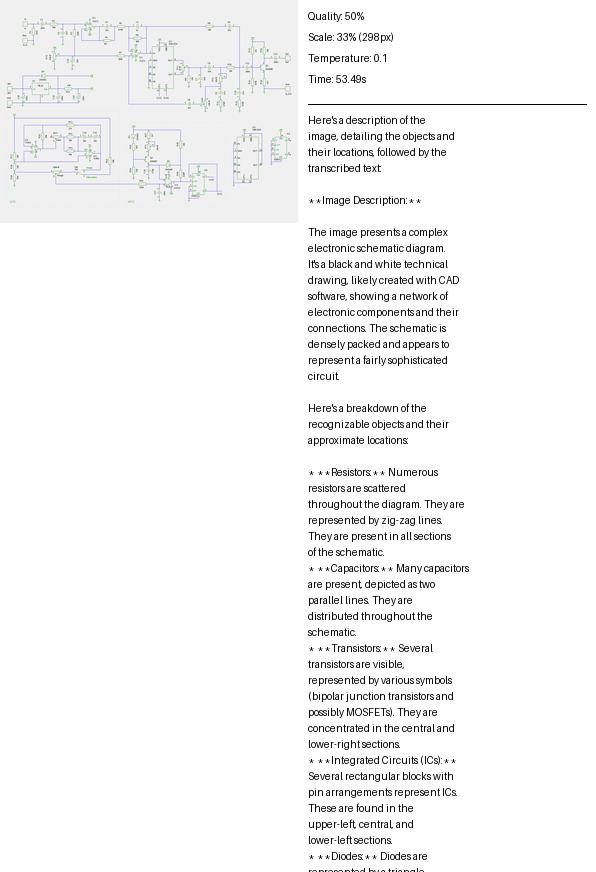 Quality: 50%
Scale: 33% (298px)
Temperature: 0.1
Time: 53.49s
Here's a description of the
image, detailing the objects and
their locations, followed by the
transcribed text:
**Image Description:**
The image presents a complex
electronic schematic diagram.
It's a black and white technical
drawing, likely created with CAD
software, showing a network of
electronic components and their
connections. The schematic is
densely packed and appears to
represent a fairly sophisticated
circuit.
Here's a breakdown of the
recognizable objects and their
approximate locations:
* **Resistors:** Numerous
resistors are scattered
throughout the diagram. They are
represented by zig-zag lines.
They are present in all sections
of the schematic.
* **Capacitors:** Many capacitors
are present, depicted as two
parallel lines. They are
distributed throughout the
schematic.
* **Transistors:** Several
transistors are visible,
represented by various symbols
(bipolar junction transistors and
possibly MOSFETs). They are
concentrated in the central and
lower-right sections.
* **Integrated Circuits (ICs):**
Several rectangular blocks with
pin arrangements represent ICs.
These are found in the
upper-left, central, and
lower-left sections.
* **Diodes:** Diodes are
represented by a triangle